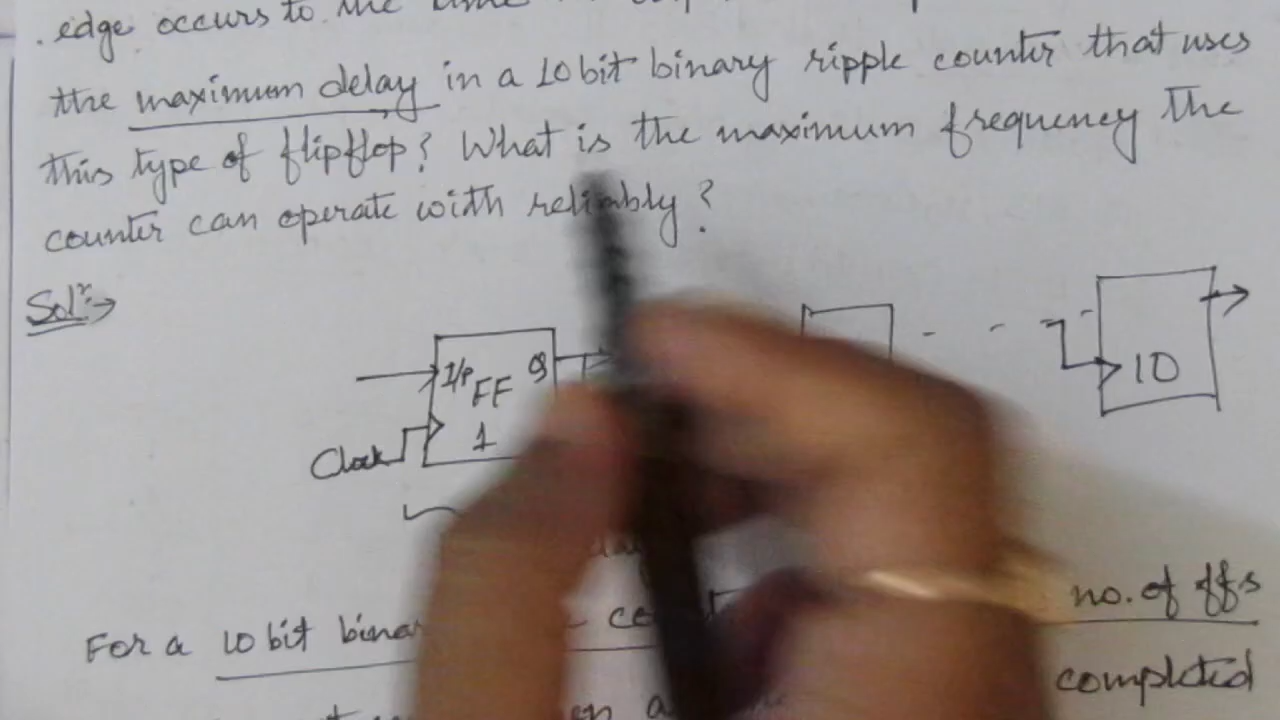 edge occurs to the time
the maximum delay in a 10 bit binary ripple counter that uses
this type of flipflop? What is the maximum frequency the
counter can operate with reliably?
Solⁿ:→
I/P Q
FF
1
Clock
10
no. of ffs
For a 10 bit
completed